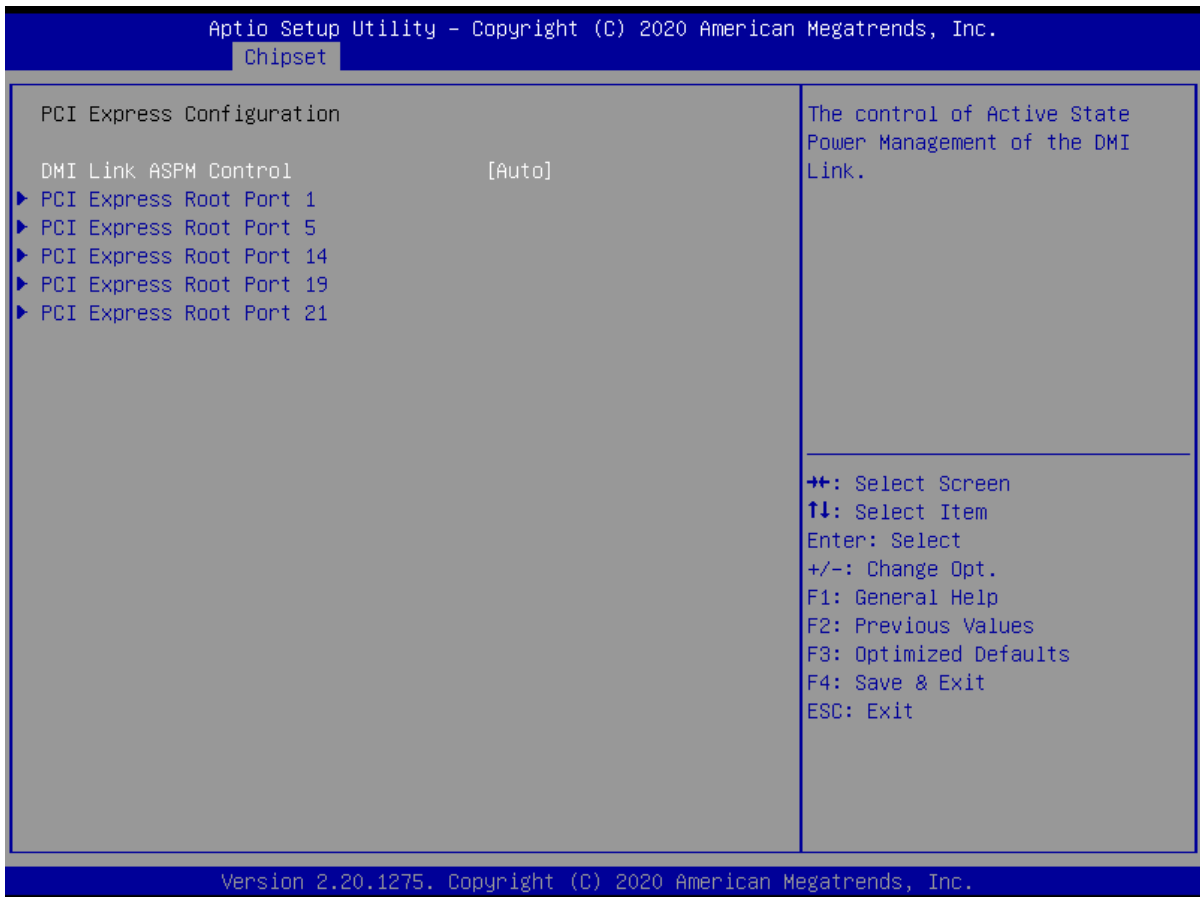 Aptio Setup Utility – Copyright (C) 2020 American Megatrends, Inc.
Chipset
PCI Express Configuration
DMI Link ASPM Control [Auto]
▶ PCI Express Root Port 1
▶ PCI Express Root Port 5
▶ PCI Express Root Port 14
▶ PCI Express Root Port 19
▶ PCI Express Root Port 21
The control of Active State
Power Management of the DMI
Link.
→←: Select Screen
↑↓: Select Item
Enter: Select
+/-: Change Opt.
F1: General Help
F2: Previous Values
F3: Optimized Defaults
F4: Save & Exit
ESC: Exit
Version 2.20.1275. Copyright (C) 2020 American Megatrends, Inc.